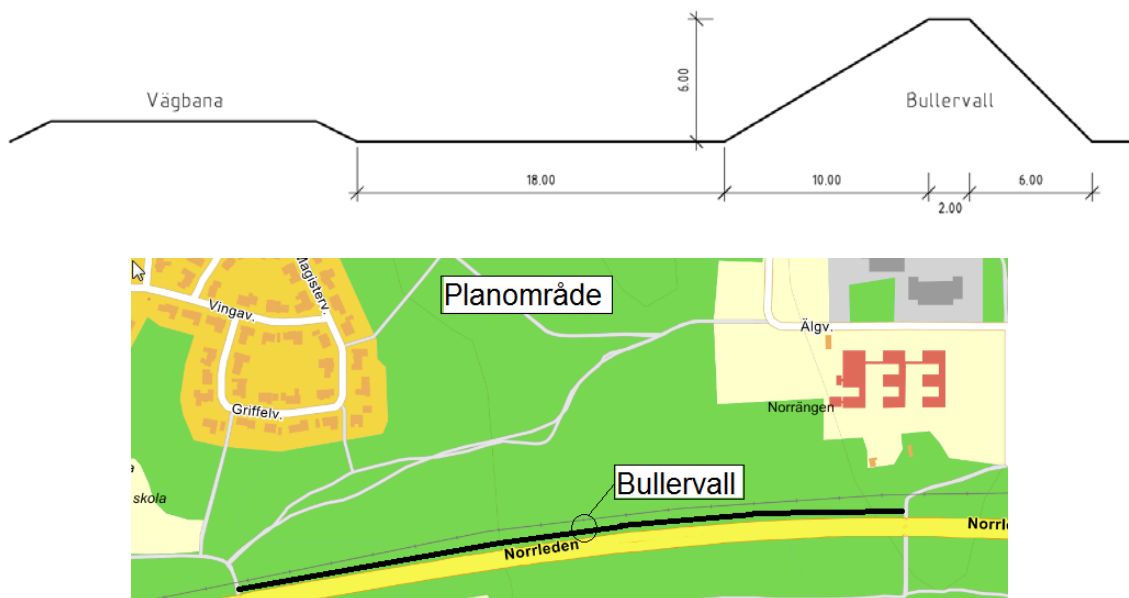 Vägbana
Bullervall
6.00
18.00
10.00
2.00
6.00
Planområde
Magisterv.
Vingav.
Älgv.
Griffelv.
Norrängen
Bullervall
skola
Norrleden